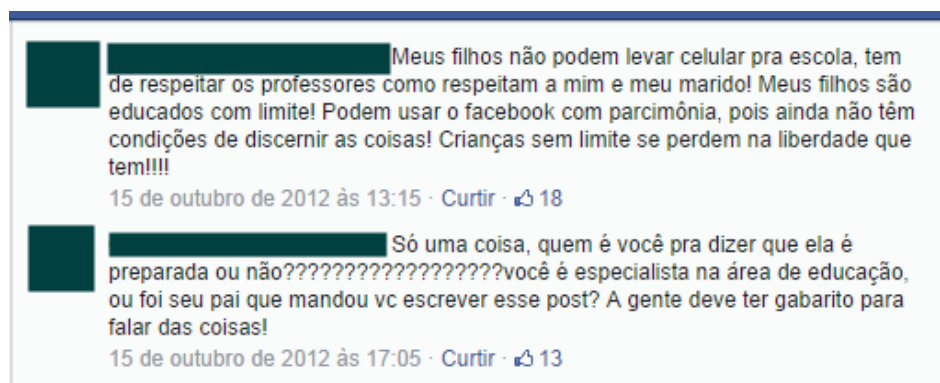 Meus filhos não podem levar celular pra escola, tem
de respeitar os professores como respeitam a mim e meu marido! Meus filhos são
educados com limite! Podem usar o facebook com parcimônia, pois ainda não têm
condições de discernir as coisas! Crianças sem limite se perdem na liberdade que
tem!!!!
15 de outubro de 2012 às 13:15 · Curtir · 18
Só uma coisa, quem é você pra dizer que ela é
preparada ou não??????????????????você é especialista na área de educação,
ou foi seu pai que mandou vc escrever esse post? A gente deve ter gabarito para
falar das coisas!
15 de outubro de 2012 às 17:05 · Curtir · 13